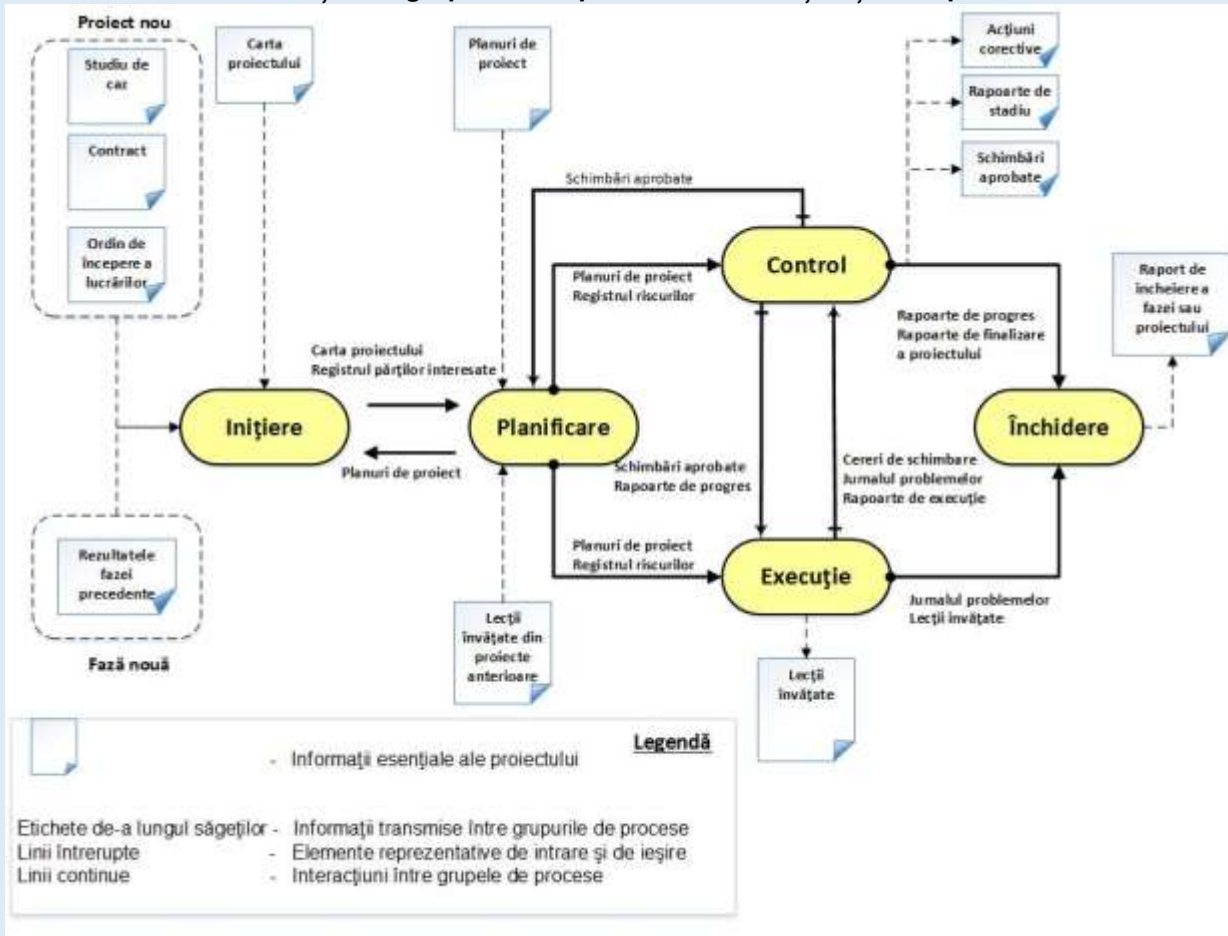 Proiect nou
Studiu de
caz
Contract
Ordin de
începere a
lucrărilor
Carta
proiectului
Planuri de
proiect
Acţiuni
corective
Rapoarte de
stadiu
Schimbări
aprobate
Schimbări aprobate
Control
Planuri de proiect
Registrul riscurilor
Raport de
încheiere a
fazei sau
proiectului
Rapoarte de progres
Rapoarte de finalizare
a proiectului
Carta proiectului
Registrul părţilor interesate
Iniţiere
Planificare
Închidere
Planuri de proiect
Schimbări aprobate
Rapoarte de progres
Cereri de schimbare
Jurnalul problemelor
Rapoarte de execuţie
Rezultatele
fazei
precedente
Fază nouă
Planuri de proiect
Registrul riscurilor
Execuţie
Jurnalul problemelor
Lecţii învăţate
Lecţii
învăţate din
proiecte
anterioare
Lecţii
învăţate
Legendă
- Informaţii esenţiale ale proiectului
Etichete de-a lungul săgeţilor - Informaţii transmise între grupurile de procese
Linii întrerupte - Elemente reprezentative de intrare şi de ieşire
Linii continue - Interacţiuni între grupele de procese